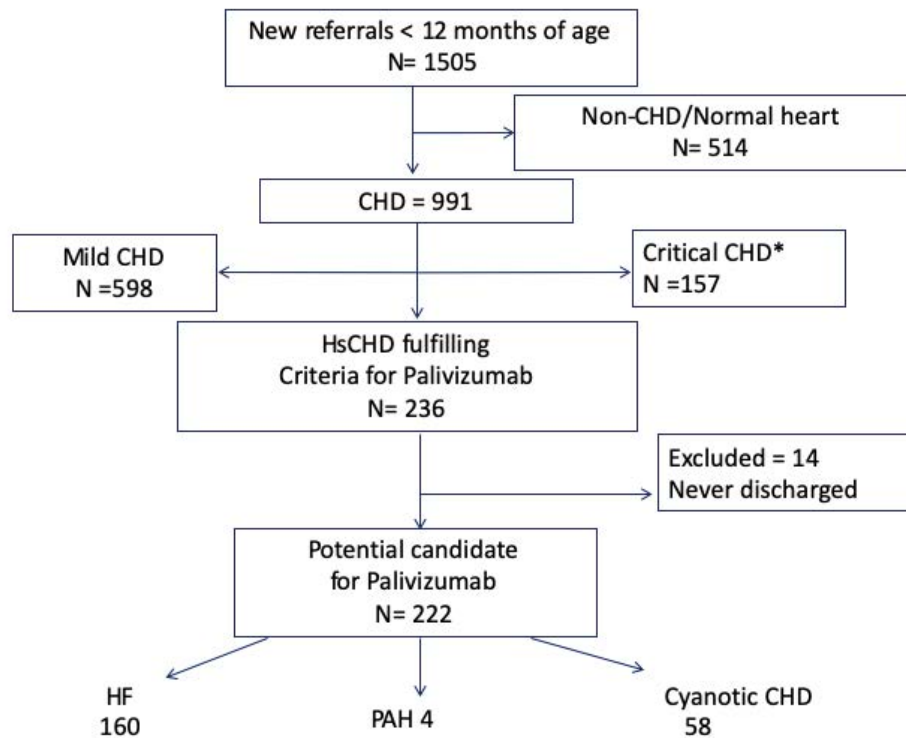 New referrals < 12 months of age
N= 1505
Non-CHD/Normal heart
N= 514
CHD = 991
Mild CHD
N =598
Critical CHD*
N =157
HsCHD fulfilling
Criteria for Palivizumab
N= 236
Excluded = 14
Never discharged
Potential candidate
for Palivizumab
N= 222
HF
160
PAH 4
Cyanotic CHD
58